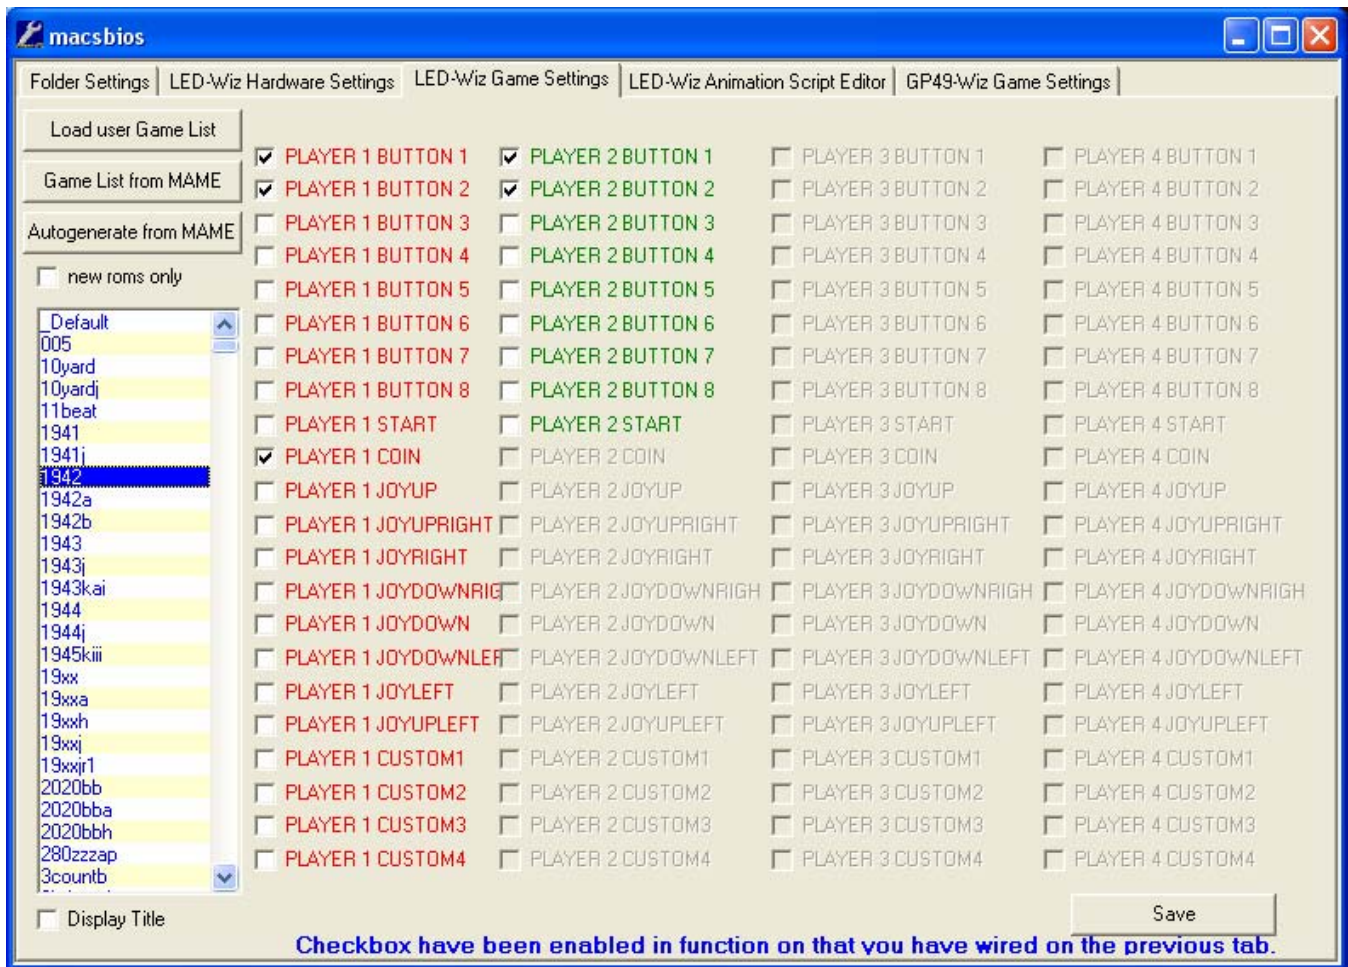 macsbios
Folder Settings LED-Wiz Hardware Settings LED-Wiz Game Settings LED-Wiz Animation Script Editor GP49-Wiz Game Settings
Load user Game List
Game List from MAME
Autogenerate from MAME
new roms only
_Default
005
10yard
10yardj
11beat
1941
1941j
1942
1942a
1942b
1943
1943j
1943kai
1944
1944j
1945kiii
19xx
19xxa
19xxh
19xxj
19xxjr1
2020bb
2020bba
2020bbh
280zzzap
3countb
Display Title
PLAYER 1 BUTTON 1 PLAYER 2 BUTTON 1 PLAYER 3 BUTTON 1 PLAYER 4 BUTTON 1
PLAYER 1 BUTTON 2 PLAYER 2 BUTTON 2 PLAYER 3 BUTTON 2 PLAYER 4 BUTTON 2
PLAYER 1 BUTTON 3 PLAYER 2 BUTTON 3 PLAYER 3 BUTTON 3 PLAYER 4 BUTTON 3
PLAYER 1 BUTTON 4 PLAYER 2 BUTTON 4 PLAYER 3 BUTTON 4 PLAYER 4 BUTTON 4
PLAYER 1 BUTTON 5 PLAYER 2 BUTTON 5 PLAYER 3 BUTTON 5 PLAYER 4 BUTTON 5
PLAYER 1 BUTTON 6 PLAYER 2 BUTTON 6 PLAYER 3 BUTTON 6 PLAYER 4 BUTTON 6
PLAYER 1 BUTTON 7 PLAYER 2 BUTTON 7 PLAYER 3 BUTTON 7 PLAYER 4 BUTTON 7
PLAYER 1 BUTTON 8 PLAYER 2 BUTTON 8 PLAYER 3 BUTTON 8 PLAYER 4 BUTTON 8
PLAYER 1 START PLAYER 2 START PLAYER 3 START PLAYER 4 START
PLAYER 1 COIN PLAYER 2 COIN PLAYER 3 COIN PLAYER 4 COIN
PLAYER 1 JOYUP PLAYER 2 JOYUP PLAYER 3 JOYUP PLAYER 4 JOYUP
PLAYER 1 JOYUPRIGHT PLAYER 2 JOYUPRIGHT PLAYER 3 JOYUPRIGHT PLAYER 4 JOYUPRIGHT
PLAYER 1 JOYRIGHT PLAYER 2 JOYRIGHT PLAYER 3 JOYRIGHT PLAYER 4 JOYRIGHT
PLAYER 1 JOYDOWNRIG PLAYER 2 JOYDOWNRIGH PLAYER 3 JOYDOWNRIGH PLAYER 4 JOYDOWNRIGH
PLAYER 1 JOYDOWN PLAYER 2 JOYDOWN PLAYER 3 JOYDOWN PLAYER 4 JOYDOWN
PLAYER 1 JOYDOWNLEF PLAYER 2 JOYDOWNLEFT PLAYER 3 JOYDOWNLEFT PLAYER 4 JOYDOWNLEFT
PLAYER 1 JOYLEFT PLAYER 2 JOYLEFT PLAYER 3 JOYLEFT PLAYER 4 JOYLEFT
PLAYER 1 JOYUPLEFT PLAYER 2 JOYUPLEFT PLAYER 3 JOYUPLEFT PLAYER 4 JOYUPLEFT
PLAYER 1 CUSTOM1 PLAYER 2 CUSTOM1 PLAYER 3 CUSTOM1 PLAYER 4 CUSTOM1
PLAYER 1 CUSTOM2 PLAYER 2 CUSTOM2 PLAYER 3 CUSTOM2 PLAYER 4 CUSTOM2
PLAYER 1 CUSTOM3 PLAYER 2 CUSTOM3 PLAYER 3 CUSTOM3 PLAYER 4 CUSTOM3
PLAYER 1 CUSTOM4 PLAYER 2 CUSTOM4 PLAYER 3 CUSTOM4 PLAYER 4 CUSTOM4
Save
Checkbox have been enabled in function on that you have wired on the previous tab.